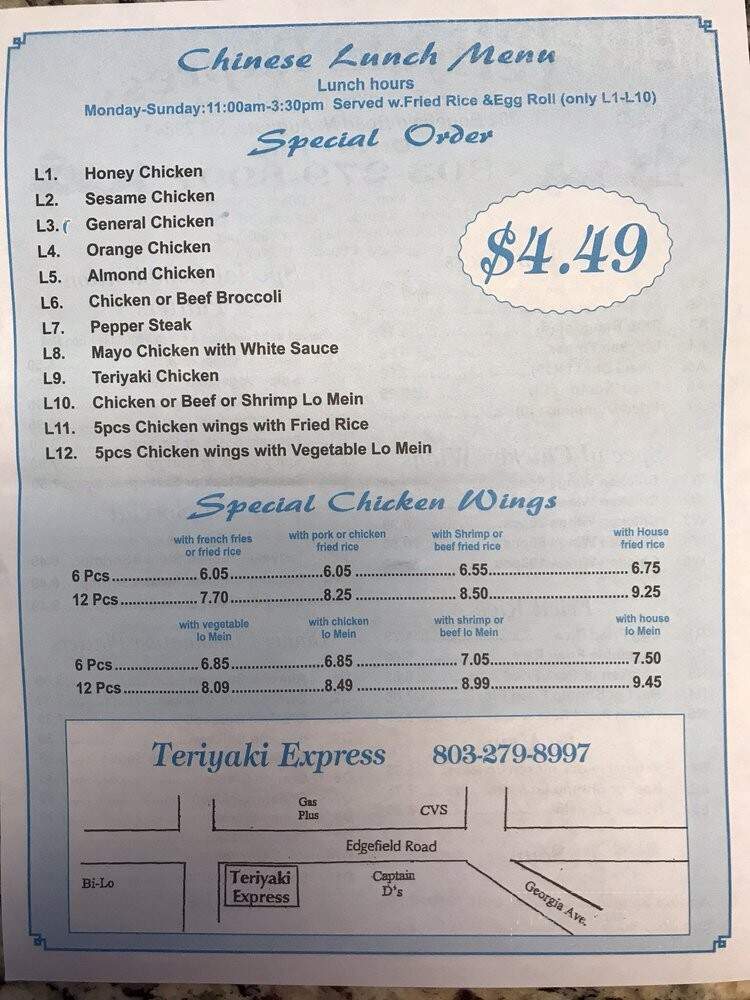 Chinese Lunch Menu
Lunch hours
Monday-Sunday:11:00am-3:30pm Served w.Fried Rice &Egg Roll (only L1-L10)
Special Order
L1. Honey Chicken
L2. Sesame Chicken
L3. General Chicken
L4. Orange Chicken
L5. Almond Chicken
L6. Chicken or Beef Broccoli
L7. Pepper Steak
L8. Mayo Chicken with White Sauce
L9. Teriyaki Chicken
L10. Chicken or Beef or Shrimp Lo Mein
L11. 5pcs Chicken wings with Fried Rice
L12. 5pcs Chicken wings with Vegetable Lo Mein
$4.49
Special Chicken Wings
with french fries with pork or chicken with Shrimp or with House
or fried rice fried rice beef fried rice fried rice
6 Pcs....................6.05.....................6.05 .......................6.55............................6.75
12 Pcs...................7.70.....................8.25 .......................8.50............................9.25
with vegetable with chicken with shrimp or with house
lo Mein lo Mein beef lo Mein lo Mein
6 Pcs....................6.85.....................6.85 .......................7.05............................7.50
12 Pcs...................8.09.....................8.49 .......................8.99............................9.45
Teriyaki Express 803-279-8997
Gas
Plus
CVS
Edgefield Road
Bi-Lo
Teriyaki
Express
Captain
D's
Georgia Ave.